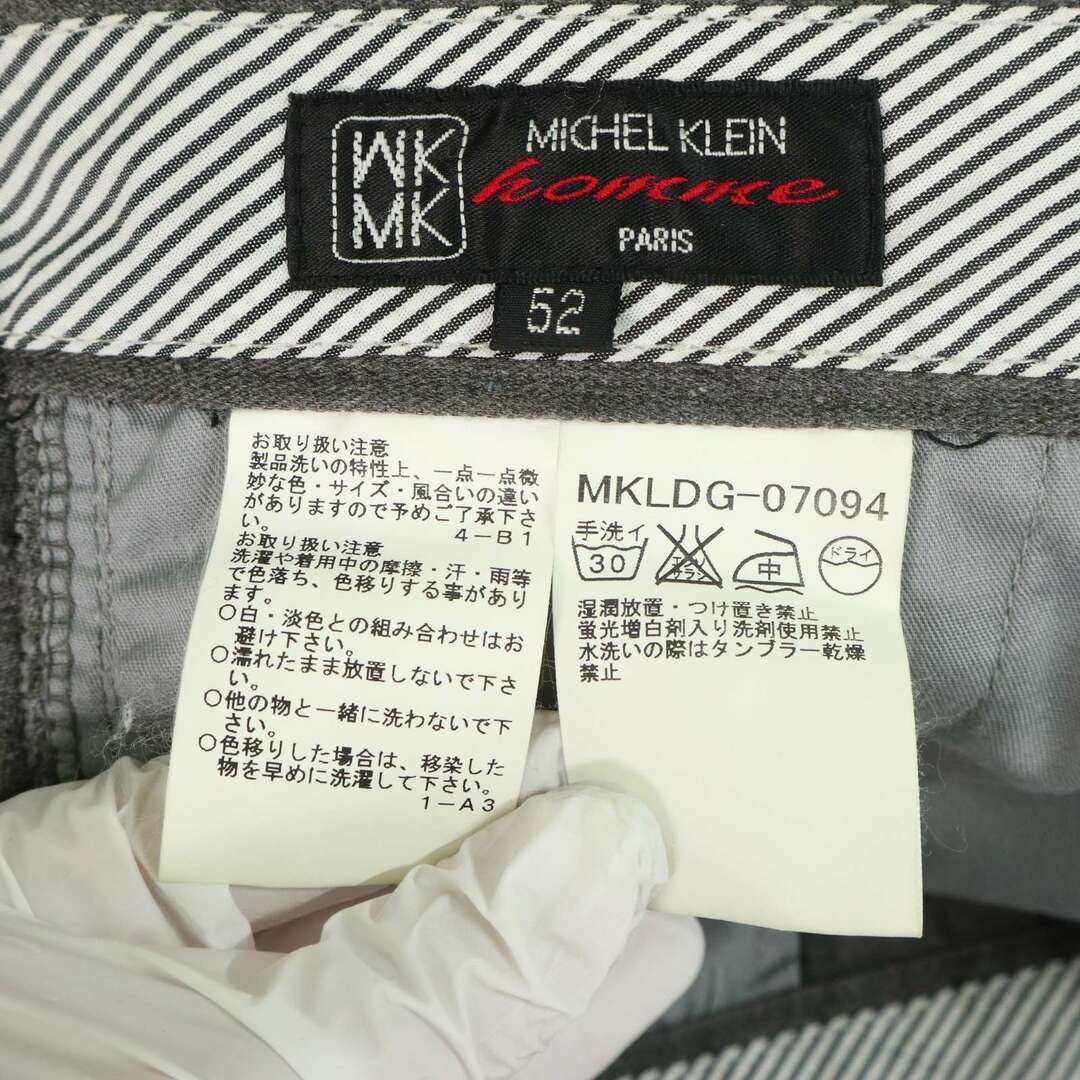 MK
MK
MICHEL KLEIN
homme
PARIS
52
お取り扱い注意
製品洗いの特性上、一点一点微
妙な色・サイズ・風合いの違い
がありますので予めご了承下さ
い。
4-B1
お取り扱い注意
洗濯や着用中の摩擦・汗・雨等
で色落ち、色移りする事があり
ます。
○白・淡色との組み合わせはお
避け下さい。
○濡れたまま放置しないで下さ
い。
○他の物と一緒に洗わないで下
さい。
○色移りした場合は、移染した
物を早めに洗濯して下さい。
1-A3
MKLDG-07094
手洗イ
30
エンソ
サラシ
中
ドライ
湿潤放置・つけ置き禁止
蛍光増白剤入り洗剤使用禁止
水洗いの際はタンブラー乾燥
禁止